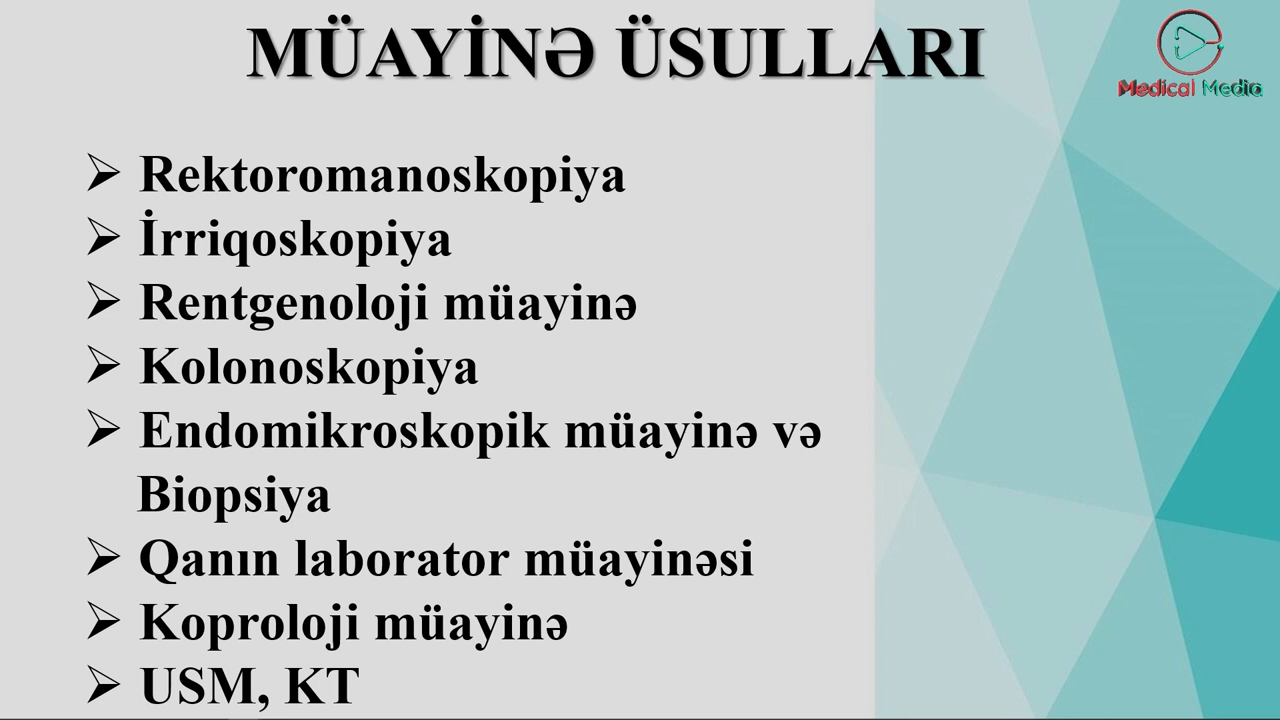 MÜAYİNƏ ÜSULLARI
Medical Media
➢ Rektoromanoskopiya
➢ İrriqoskopiya
➢ Rentgenoloji müayinə
➢ Kolonoskopiya
➢ Endomikroskopik müayinə və
Biopsiya
➢ Qanın laborator müayinəsi
➢ Koproloji müayinə
➢ USM, KT